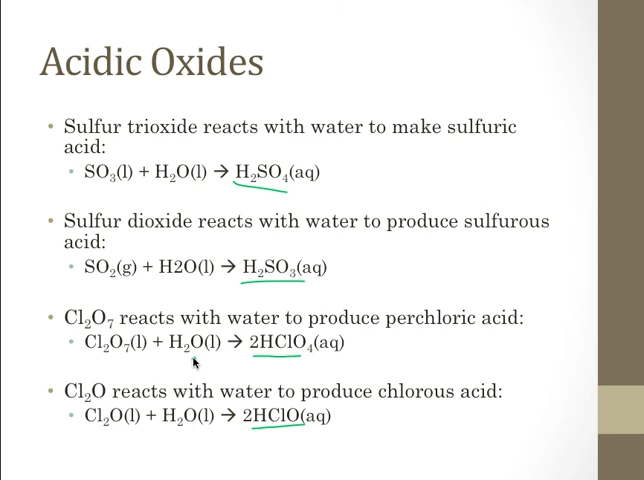 Acidic Oxides
• Sulfur trioxide reacts with water to make sulfuric
acid:
• SO₃(l) + H₂O(l) → H₂SO₄(aq)
• Sulfur dioxide reacts with water to produce sulfurous
acid:
• SO₂(g) + H2O(l) → H₂SO₃(aq)
• Cl₂O₇ reacts with water to produce perchloric acid:
• Cl₂O₇(l) + H₂O(l) → 2HClO₄(aq)
• Cl₂O reacts with water to produce chlorous acid:
• Cl₂O(l) + H₂O(l) → 2HClO(aq)